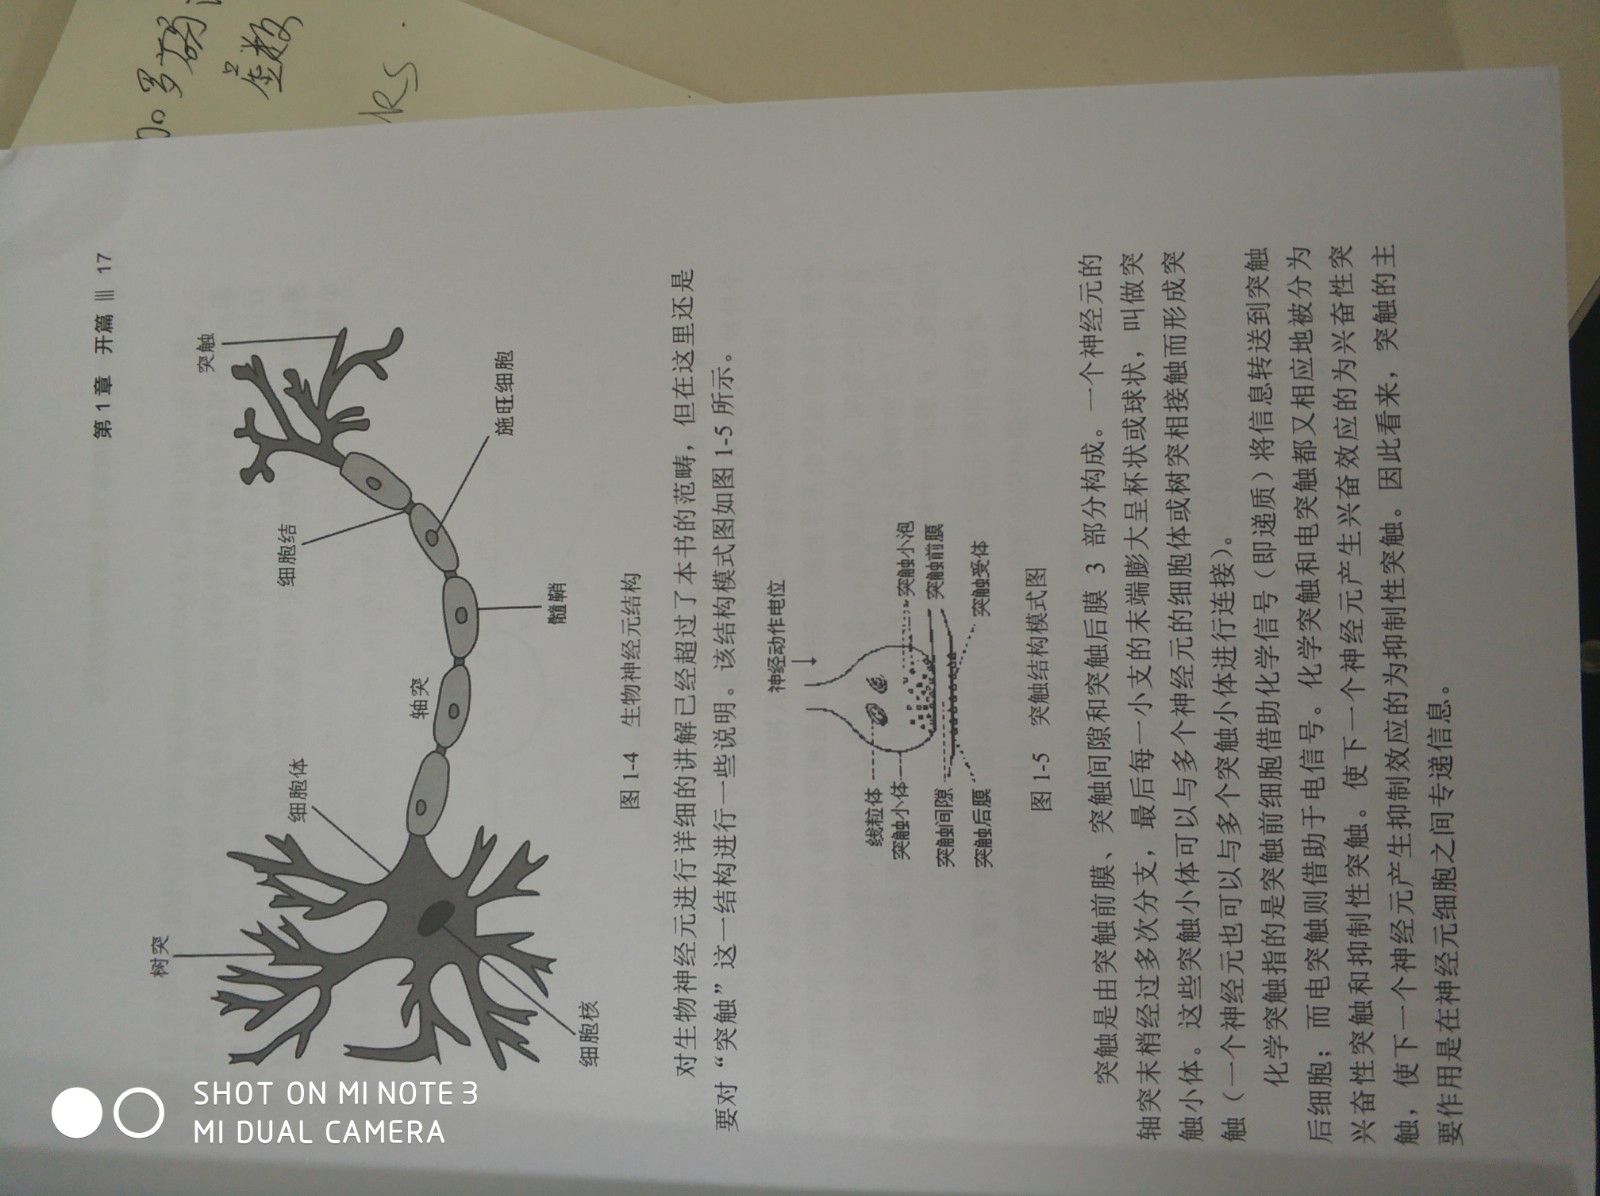 第1章 开篇 ||| 17
树突
细胞体
轴突
细胞结
突触
施旺细胞
髓鞘
细胞核
图 1-4 生物神经元结构
对生物神经元进行详细的讲解已经超过了本书的范畴，但在这里还是
要对“突触”这一结构进行一些说明。该结构模式图如图 1-5 所示。
神经动作电位
线粒体
突触小体
突触间隙
突触后膜
突触小泡
突触前膜
突触受体
图 1-5 突触结构模式图
突触是由突触前膜、突触间隙和突触后膜 3 部分构成。一个神经元的
轴突末梢经过多次分支，最后每一小支的末端膨大呈杯状或球状，叫做突
触小体。这些突触小体可以与多个神经元的细胞体或树突相接触而形成突
触（一个神经元也可以与多个突触小体进行连接）。
化学突触指的是突触前细胞借助化学信号（即递质）将信息转送到突触
后细胞；而电突触则借助于电信号。化学突触和电突触都又相应地被分为
兴奋性突触和抑制性突触。使下一个神经元产生兴奋效应的为兴奋性突
触，使下一个神经元产生抑制效应的为抑制性突触。因此看来，突触的主
要作用是在神经元细胞之间专递信息。
虚数
ks
SHOT ON MI NOTE 3
MI DUAL CAMERA